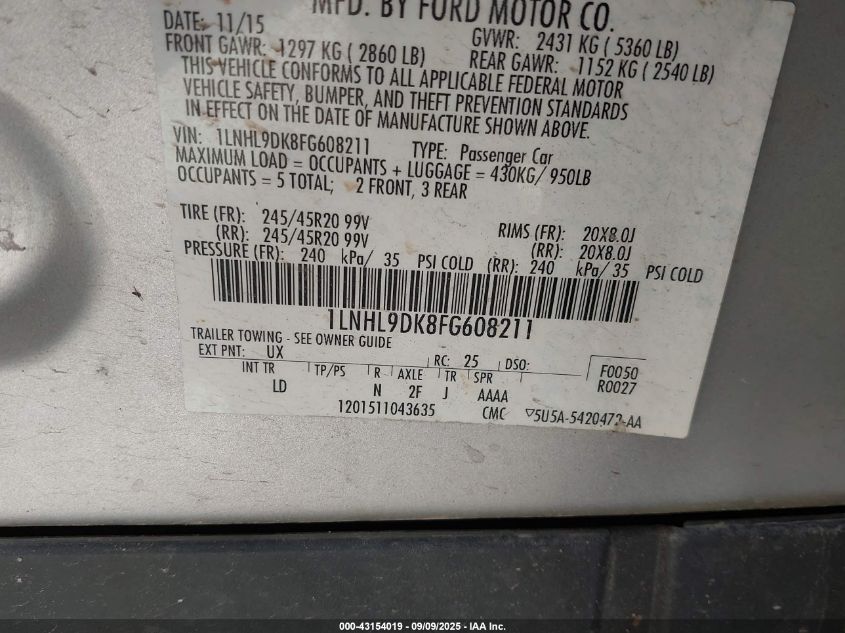 MFD. BY FORD MOTOR CO.
DATE: 11/15 GVWR: 2431 KG ( 5360 LB)
FRONT GAWR: 1297 KG ( 2860 LB) REAR GAWR: 1152 KG ( 2540 LB)
THIS VEHICLE CONFORMS TO ALL APPLICABLE FEDERAL MOTOR
VEHICLE SAFETY, BUMPER, AND THEFT PREVENTION STANDARDS
IN EFFECT ON THE DATE OF MANUFACTURE SHOWN ABOVE.
VIN: 1LNHL9DK8FG608211 TYPE: Passenger Car
MAXIMUM LOAD = OCCUPANTS + LUGGAGE = 430KG/ 950LB
OCCUPANTS = 5 TOTAL; 2 FRONT, 3 REAR
TIRE (FR): 245/45R20 99V RIMS (FR): 20X8.0J
(RR): 245/45R20 99V (RR): 20X8.0J
PRESSURE (FR): 240 kPa/ 35 PSI COLD (RR): 240 kPa/ 35 PSI COLD
1LNHL9DK8FG608211
TRAILER TOWING - SEE OWNER GUIDE
EXT PNT: UX RC: 25 DSO: F0050
INT TR TP/PS R AXLE TR SPR R0027
LD N 2F J AAAA
1201511043635 CMC ▽5U5A-5420472-AA
000-43154019 - 09/09/2025 - IAA Inc.